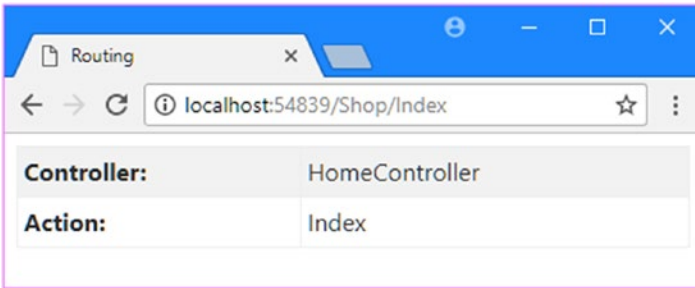 Routing
localhost:54839/Shop/Index
Controller: HomeController
Action: Index